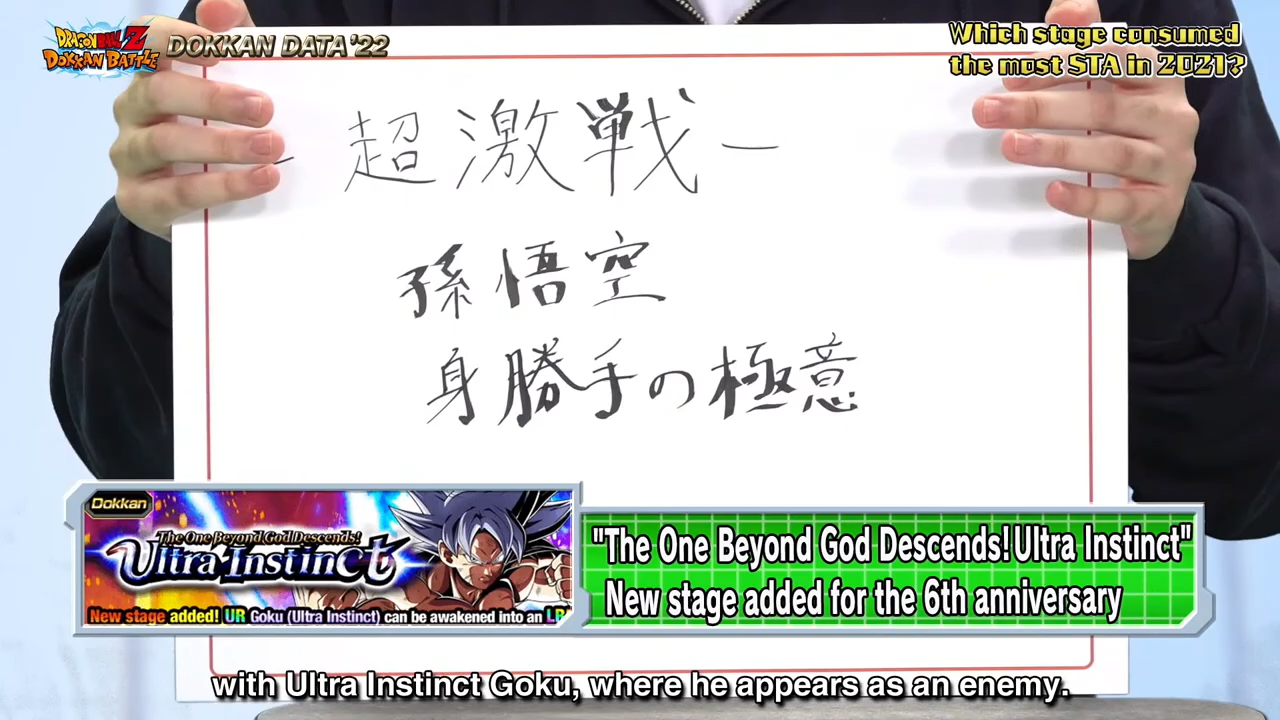 DRAGON BALL Z
DOKKAN BATTLE
DOKKAN DATA '22
Which stage consumed
the most STA in 2021?
- 超激戦 -
孫悟空
身勝手の極意
Dokkan
The One Beyond God Descends!
Ultra Instinct
New stage added! UR Goku (Ultra Instinct) can be awakened into an LR
"The One Beyond God Descends! Ultra Instinct"
New stage added for the 6th anniversary
with Ultra Instinct Goku, where he appears as an enemy.